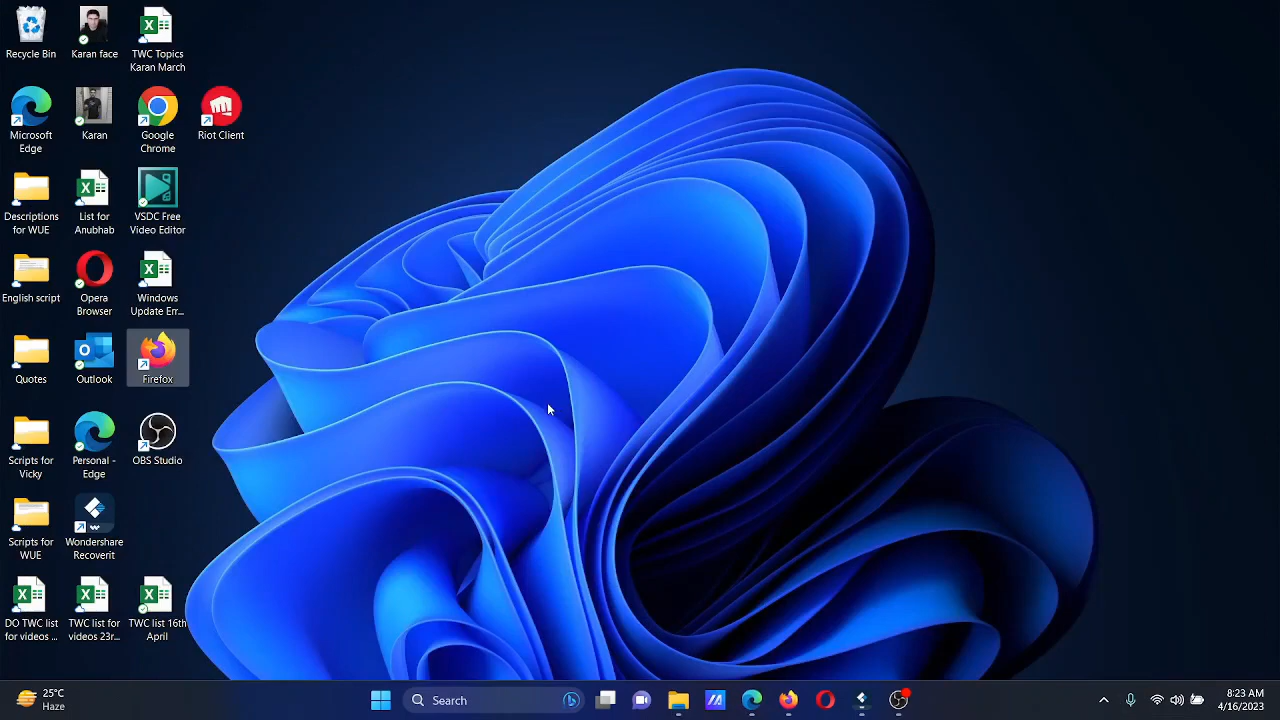 Recycle Bin
Karan face
TWC Topics
Karan March
Microsoft
Edge
Karan
Google
Chrome
Riot Client
Descriptions
for WUE
List for
Anubhab
VSDC Free
Video Editor
English script
Opera
Browser
Windows
Update Err...
Quotes
Outlook
Firefox
Scripts for
Vicky
Personal -
Edge
OBS Studio
Scripts for
WUE
Wondershare
Recoverit
DO TWC list
for videos ...
TWC list for
videos 23r...
TWC list 16th
April
25°C
Haze
Search
8:23 AM
4/16/2023